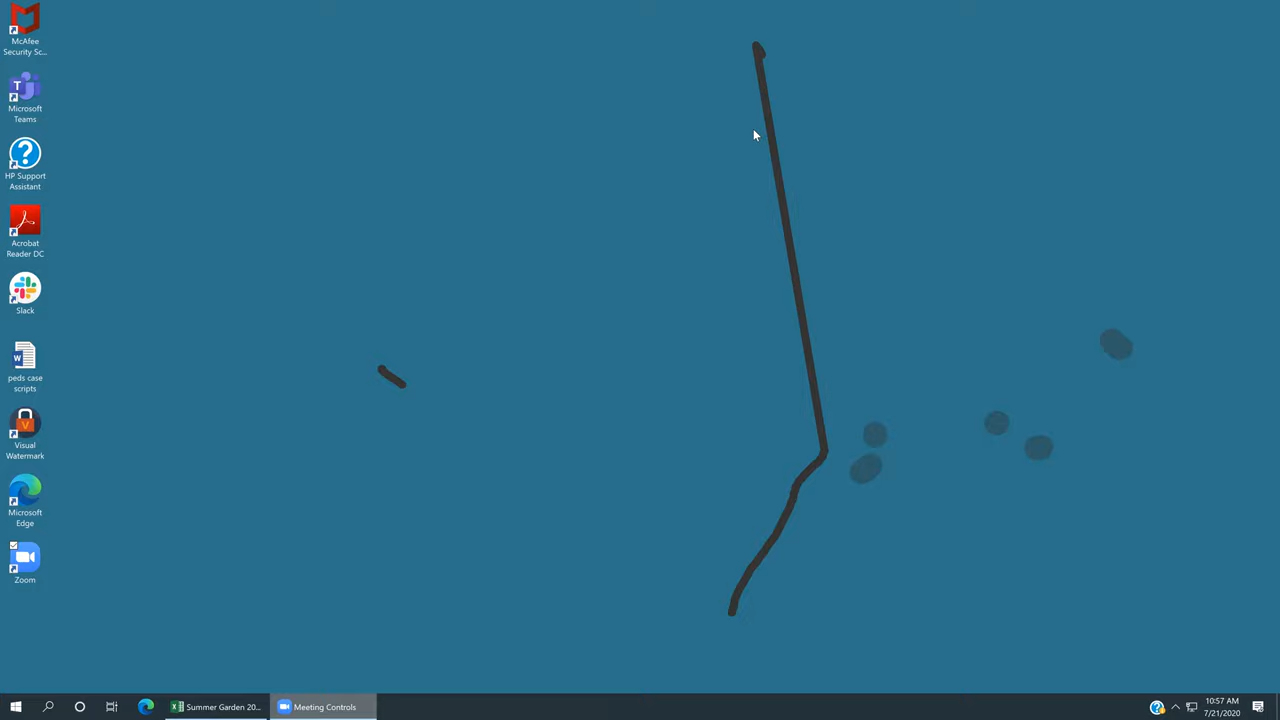 McAfee
Security Sc...
Microsoft
Teams
HP Support
Assistant
Acrobat
Reader DC
Slack
peds case
scripts
Visual
Watermark
Microsoft
Edge
Zoom
Summer Garden 20...
Meeting Controls
10:57 AM
7/21/2020